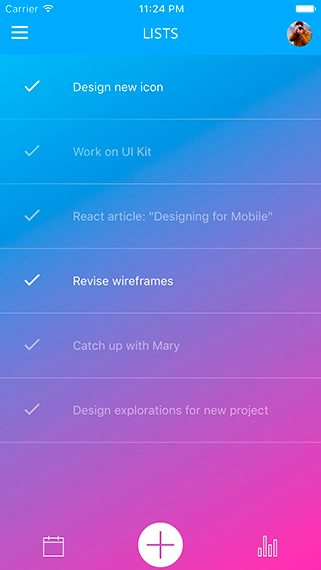 Carrier 11:24 PM
LISTS
Design new icon
Work on UI Kit
React article: "Designing for Mobile"
Revise wireframes
Catch up with Mary
Design explorations for new project